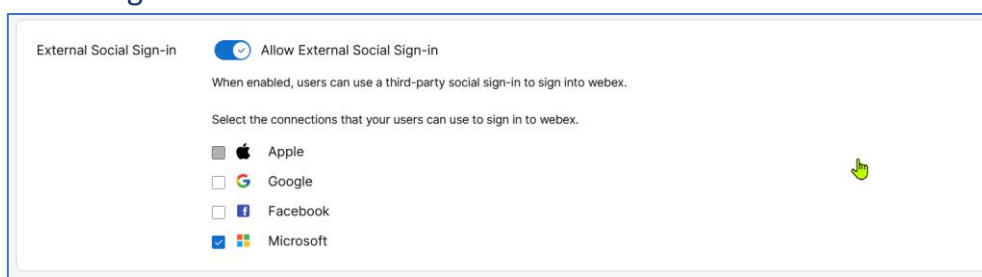 External Social Sign-in
Allow External Social Sign-in
When enabled, users can use a third-party social sign-in to sign into webex.
Select the connections that your users can use to sign in to webex.
Apple
Google
Facebook
Microsoft